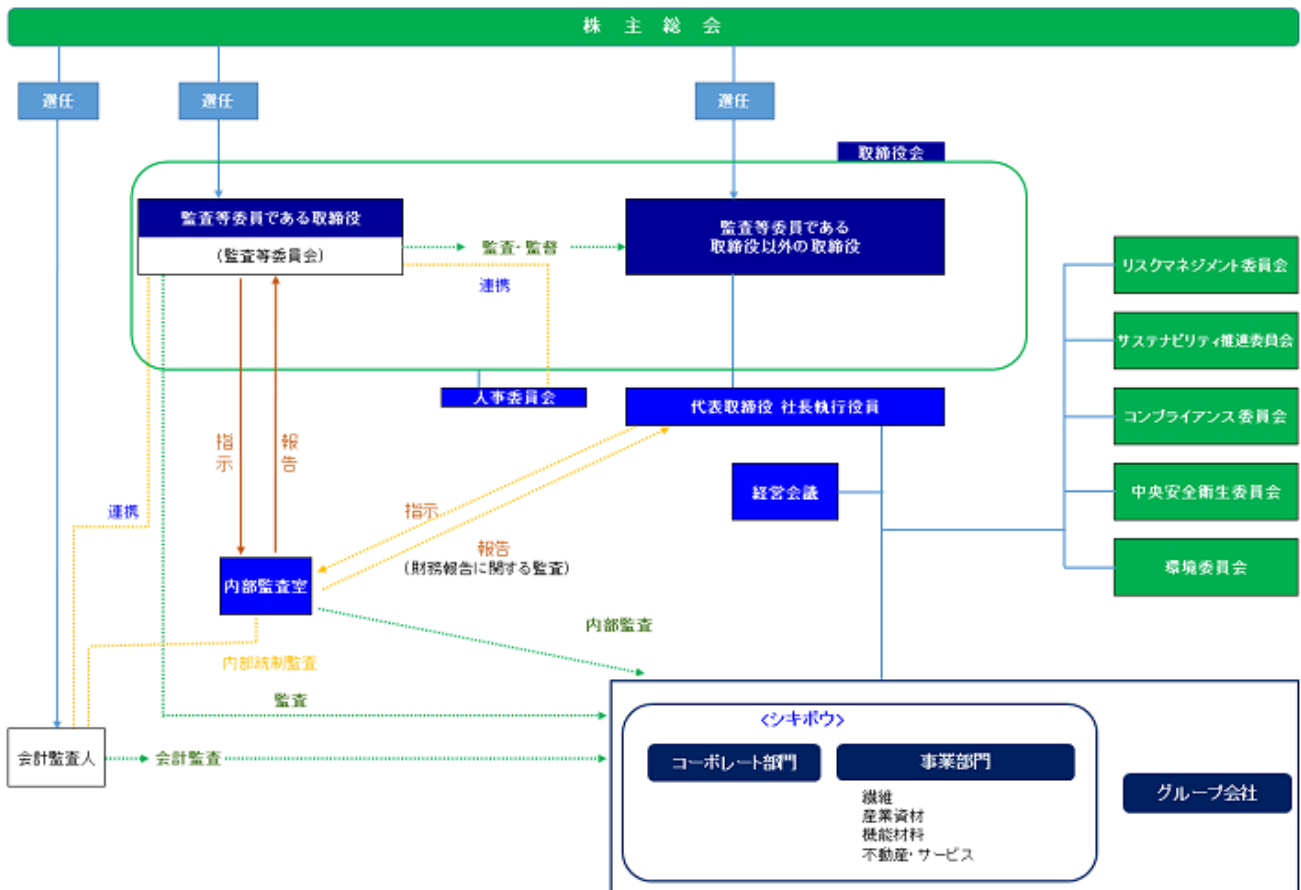 株主総会
選任
選任
選任
取締役会
監査等委員である取締役
(監査等委員会)
監査・監督
監査等委員である
取締役以外の取締役
連携
リスクマネジメント委員会
サステナビリティ推進委員会
コンプライアンス委員会
中央安全衛生委員会
環境委員会
人事委員会
代表取締役 社長執行役員
指示
報告
経営会議
連携
指示
報告
(財務報告に関する監査)
内部監査室
内部監査
内部統制監査
監査
会計監査人
会計監査
<シキボウ>
コーポレート部門
事業部門
繊維
産業資材
機能材料
不動産・サービス
グループ会社